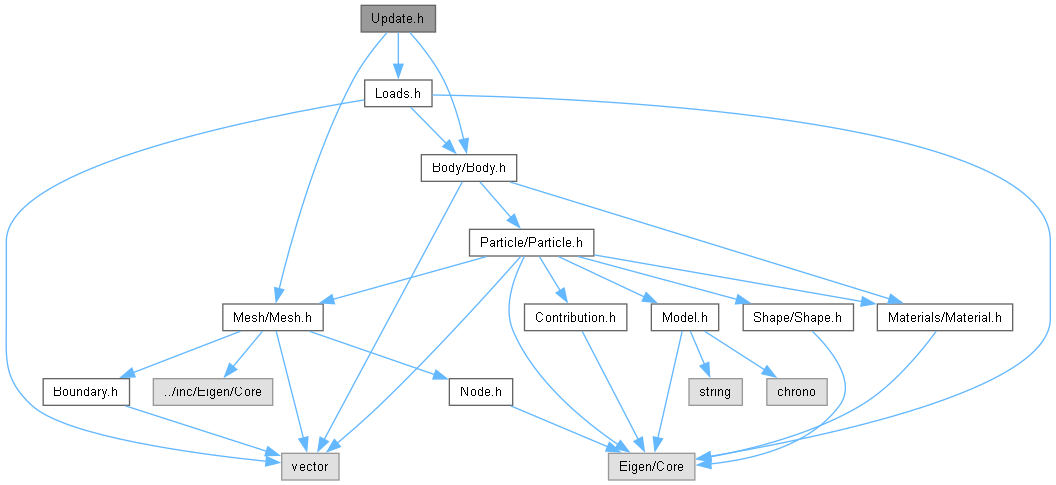 Update.h
Loads.h
Body/Body.h
Particle/Particle.h
Mesh/Mesh.h
Contribution.h
Model.h
Shape/Shape.h
Materials/Material.h
Boundary.h
../inc/Eigen/Core
Node.h
string
chrono
vector
Eigen/Core